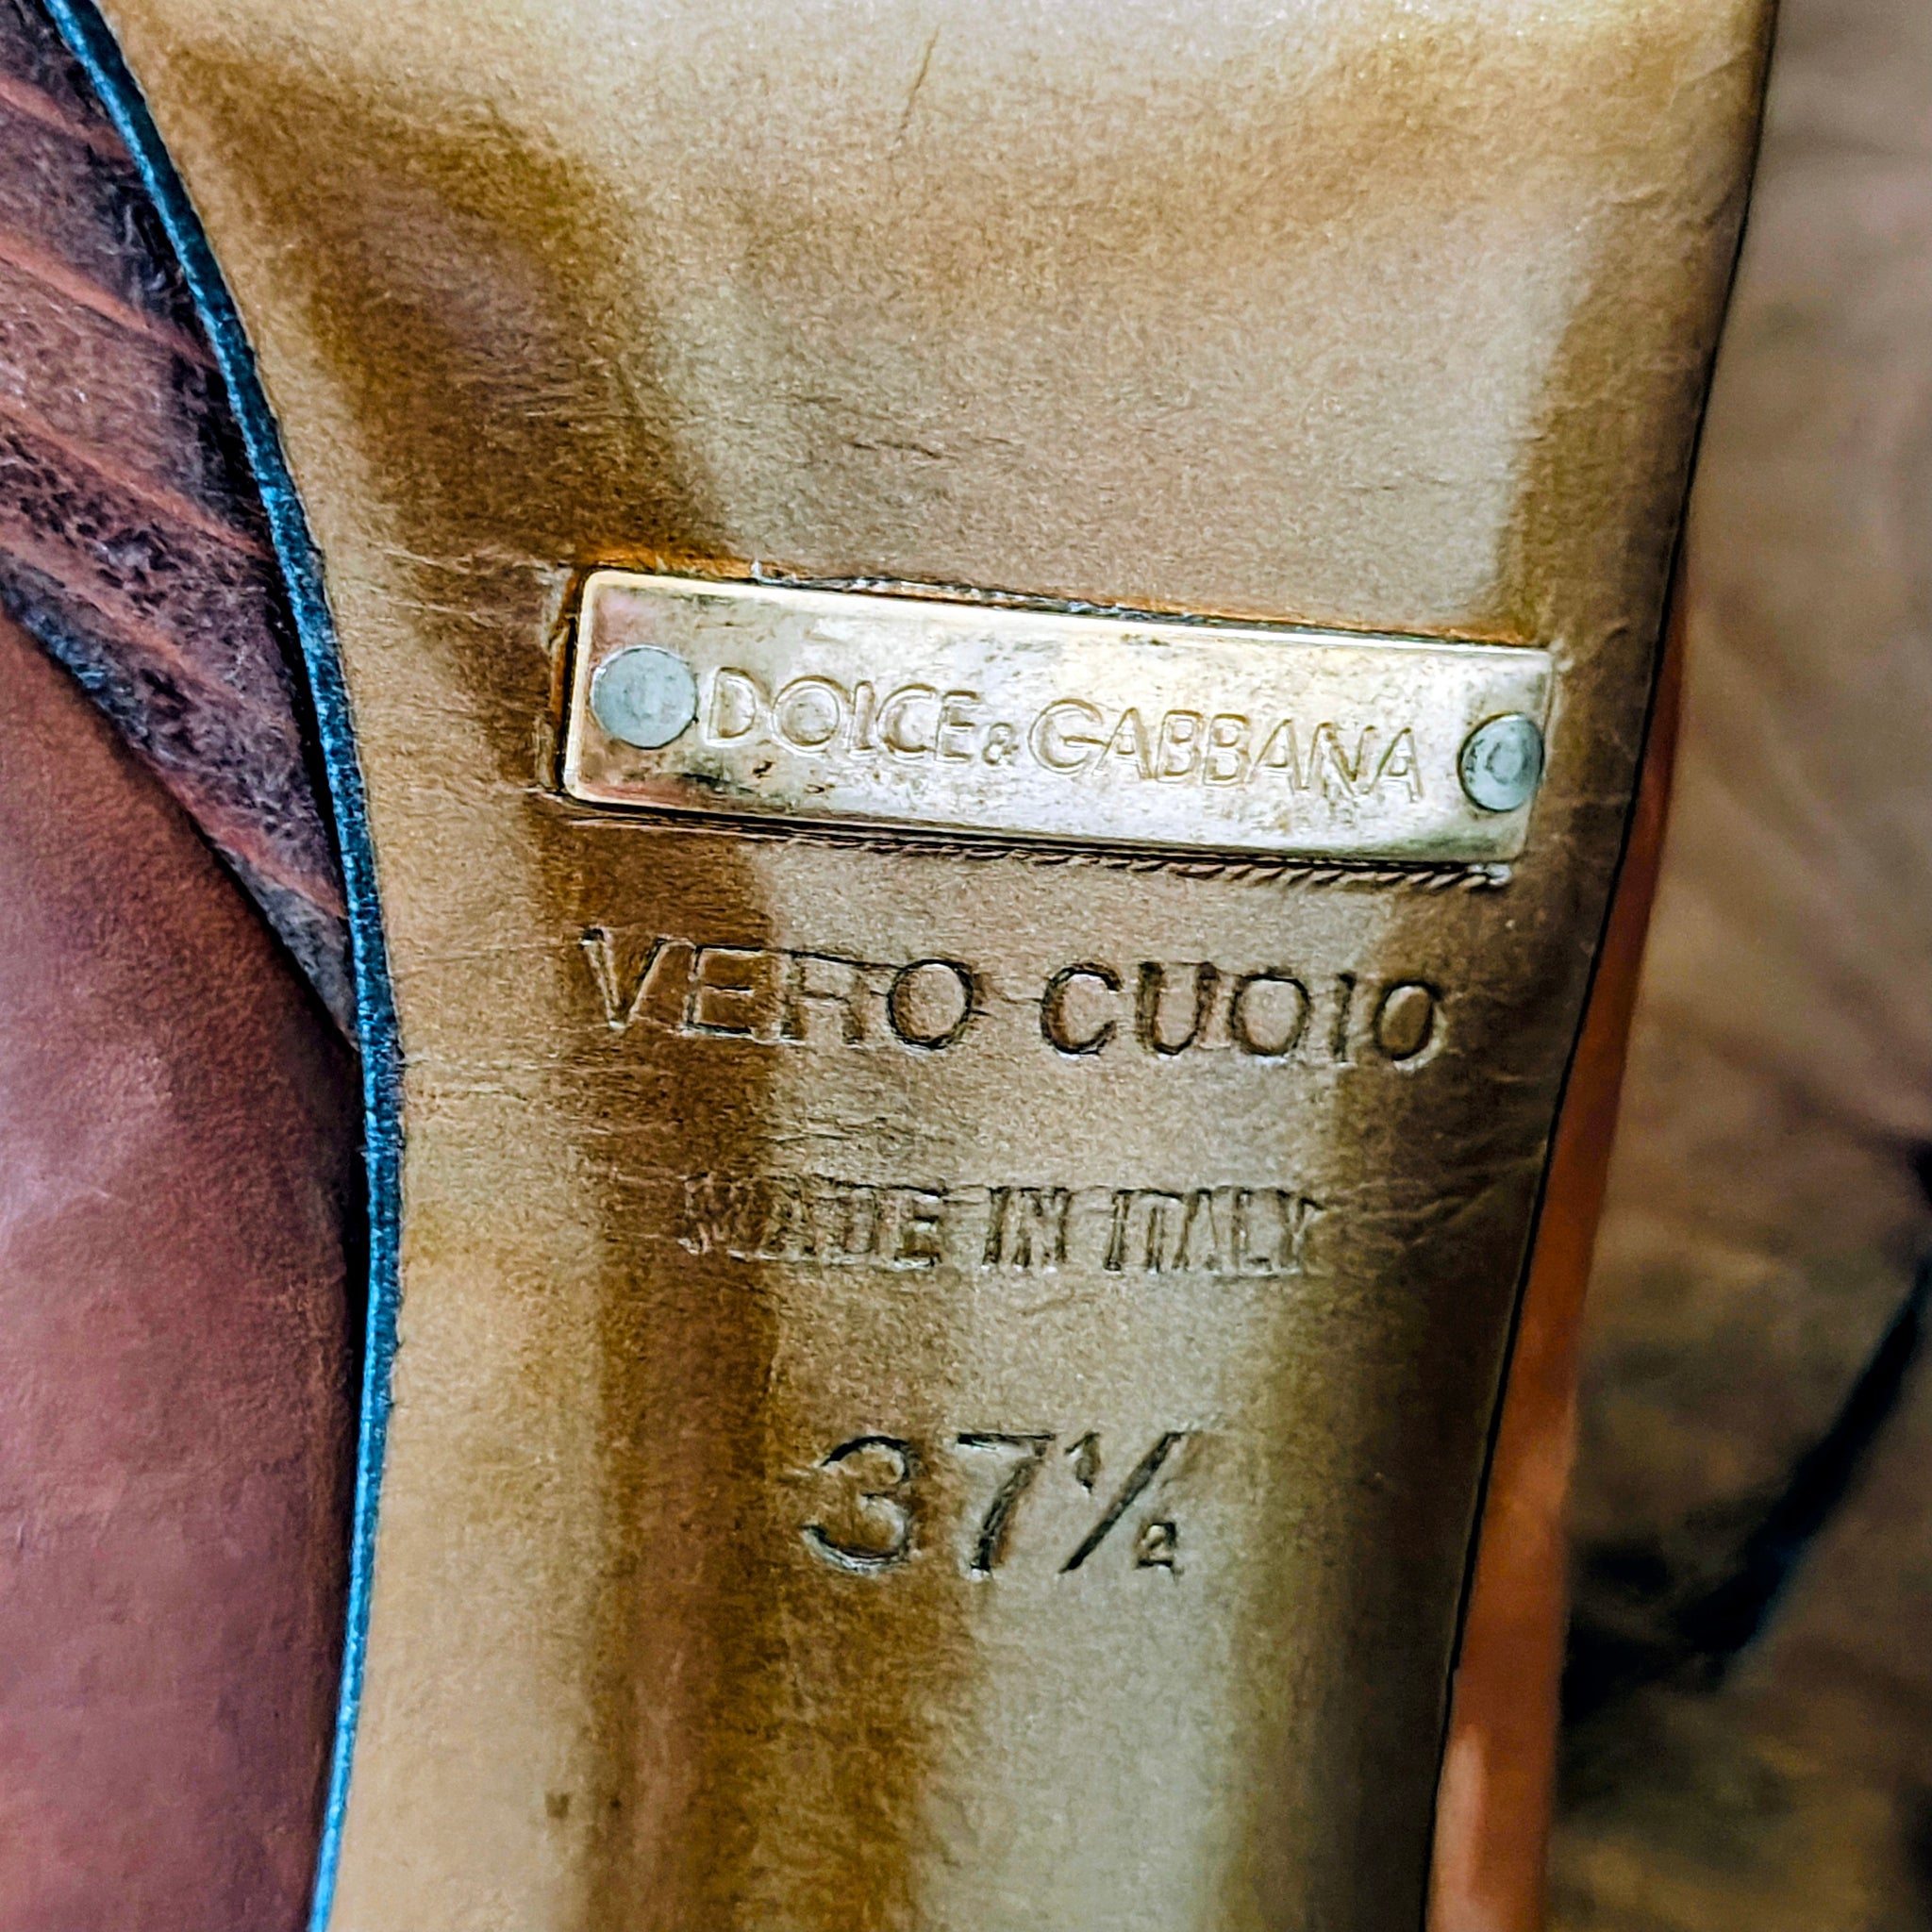 DOLCE&GABBANA
VERO CUOIO
MADE IN ITALY
37½